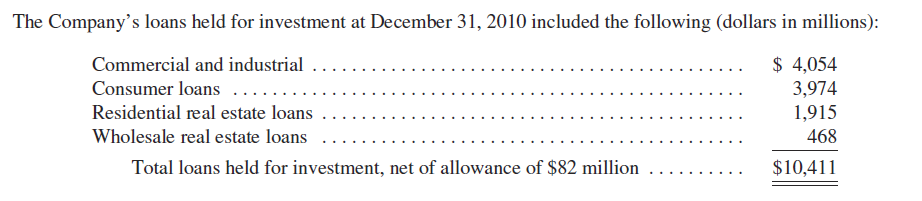 The Company's loans held for investment at December 31, 2010 included the following (dollars in millions):
Commercial and industrial . . . . . . . . . . . . . . . . . . . . . . . . . . . . . . . . . . . . . . . . . . . . . . . . . . . . . $ 4,054
Consumer loans . . . . . . . . . . . . . . . . . . . . . . . . . . . . . . . . . . . . . . . . . . . . . . . . . . . . . . . . . . . . . 3,974
Residential real estate loans . . . . . . . . . . . . . . . . . . . . . . . . . . . . . . . . . . . . . . . . . . . . . . . . . . . . 1,915
Wholesale real estate loans . . . . . . . . . . . . . . . . . . . . . . . . . . . . . . . . . . . . . . . . . . . . . . . . . . . . 468
Total loans held for investment, net of allowance of $82 million . . . . . . . . . . $10,411